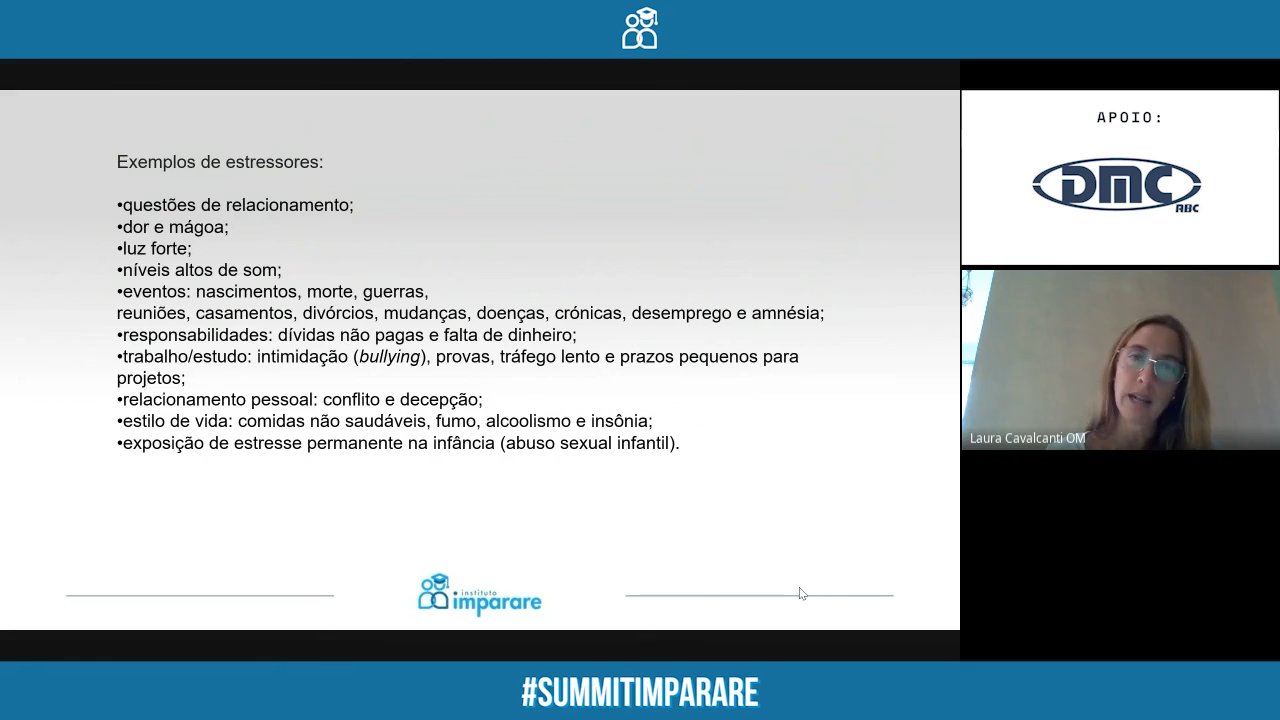 Exemplos de estressores:
•questões de relacionamento;
•dor e mágoa;
•luz forte;
•níveis altos de som;
•eventos: nascimentos, morte, guerras,
reuniões, casamentos, divórcios, mudanças, doenças, crónicas, desemprego e amnésia;
•responsabilidades: dívidas não pagas e falta de dinheiro;
•trabalho/estudo: intimidação (bullying), provas, tráfego lento e prazos pequenos para
projetos;
•relacionamento pessoal: conflito e decepção;
•estilo de vida: comidas não saudáveis, fumo, alcoolismo e insônia;
•exposição de estresse permanente na infância (abuso sexual infantil).
instituto
imparare
APOIO:
DMC
ABC
Laura Cavalcanti OM
#SUMMITIMPARARE